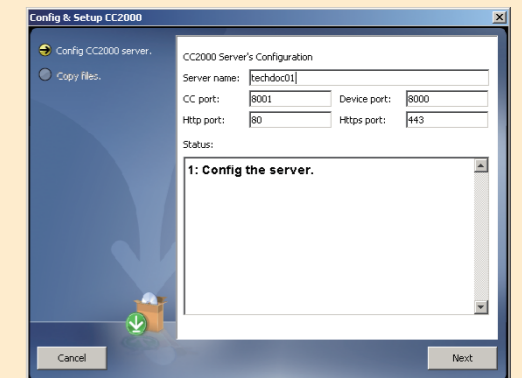 Config & Setup CC2000
Config CC2000 server.
Copy files.
CC2000 Server's Configuration
Server name: techdoc01
CC port: 8001 Device port: 8000
Http port: 80 Https port: 443
Status:
1: Config the server.
Cancel Next